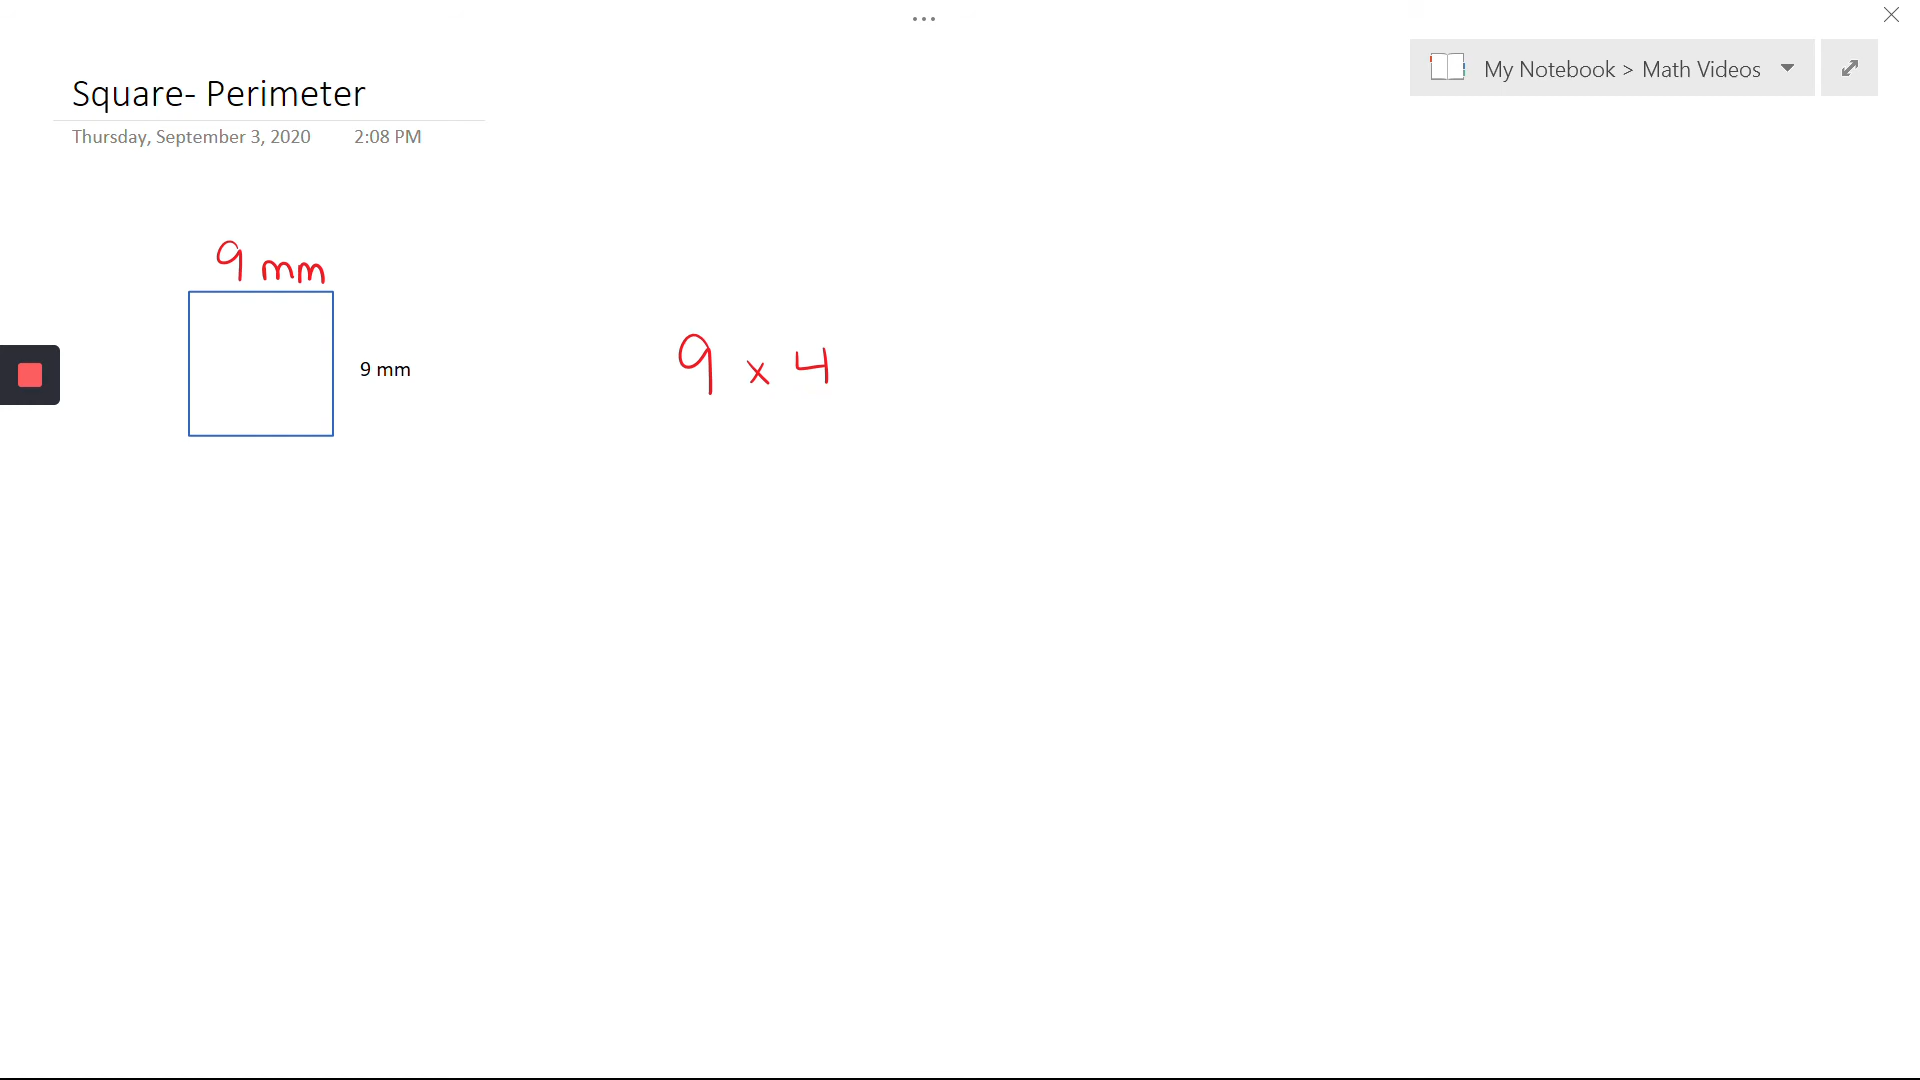 My Notebook > Math Videos
Square- Perimeter
Thursday, September 3, 2020 2:08 PM
9 mm
9 mm
9 x 4